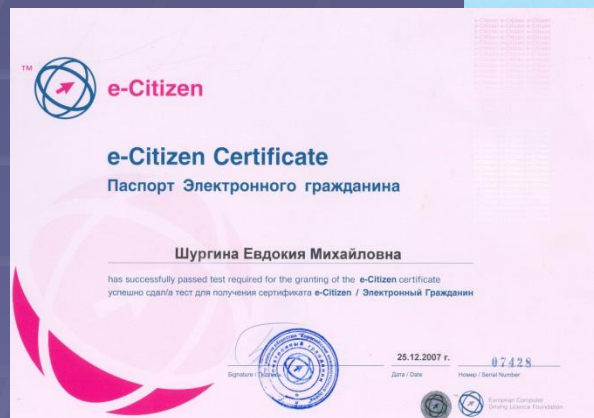 TM
e-Citizen
e-Citizen Certificate
Паспорт Электронного гражданина
Шургина Евдокия Михайловна
has successfully passed test required for the granting of the e-Citizen certificate
успешно сдал/а тест для получения сертификата e-Citizen / Электронный Гражданин
25.12.2007 г.
07428
Signature / Подпись
Дата / Date
Номер / Serial Number
European Computer
Driving Licence Foundation